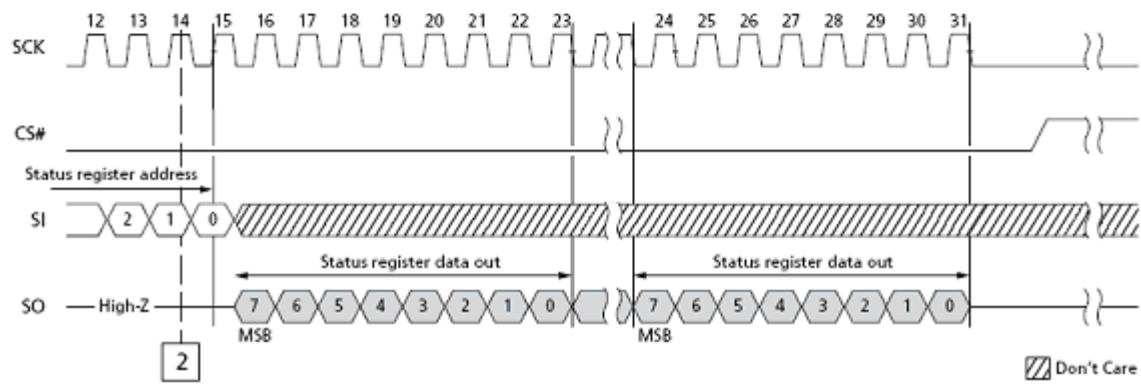 12 13 14 15 16 17 18 19 20 21 22 23 24 25 26 27 28 29 30 31
SCK
CS#
Status register address
SI 2 1 0
Status register data out Status register data out
SO High-Z 7 6 5 4 3 2 1 0 7 6 5 4 3 2 1 0
MSB MSB
2
Don't Care